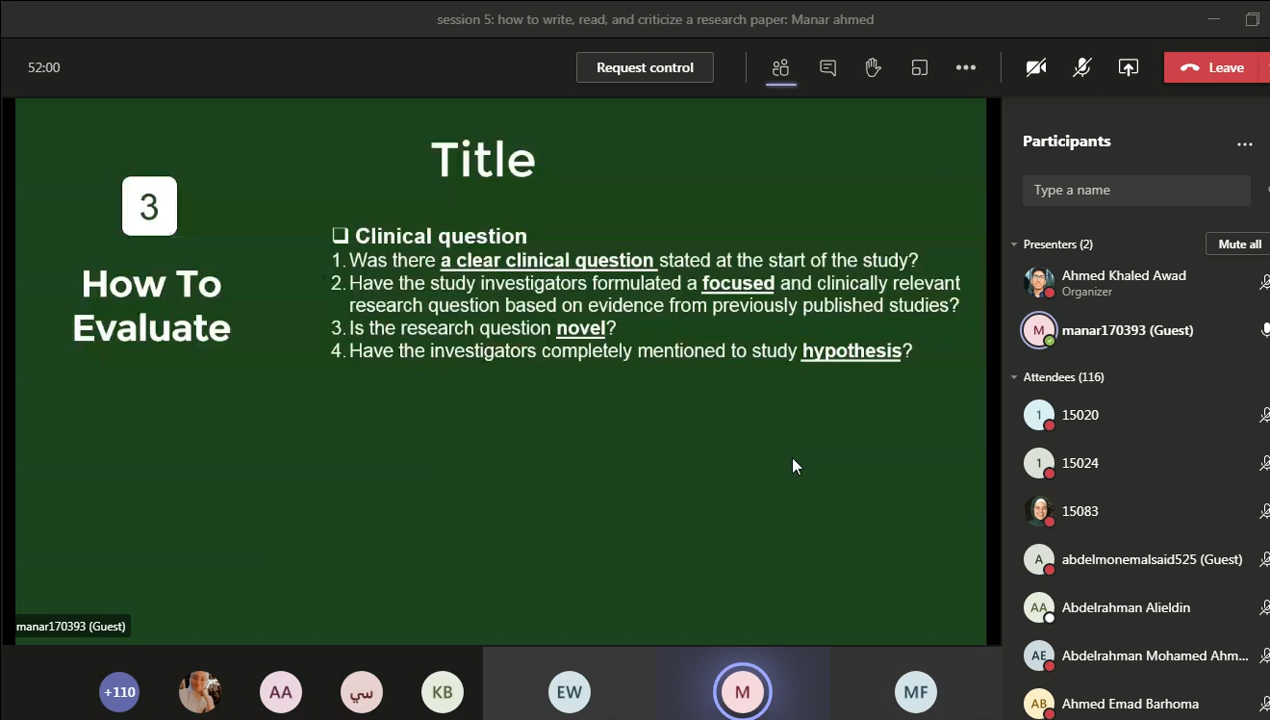 session 5: how to write, read, and criticize a research paper: Manar ahmed
52:00
Request control
Leave
Title
3
How To
Evaluate
❑ Clinical question
1. Was there a clear clinical question stated at the start of the study?
2. Have the study investigators formulated a focused and clinically relevant
research question based on evidence from previously published studies?
3. Is the research question novel?
4. Have the investigators completely mentioned to study hypothesis?
manar170393 (Guest)
+110
AA
سي
KB
EW
M
MF
Participants
Type a name
Presenters (2)
Mute all
Ahmed Khaled Awad
Organizer
M
manar170393 (Guest)
Attendees (116)
1
15020
1
15024
15083
A
abdelmonemalsaid525 (Guest)
AA
Abdelrahman Alieldin
AE
Abdelrahman Mohamed Ahm...
AB
Ahmed Emad Barhoma